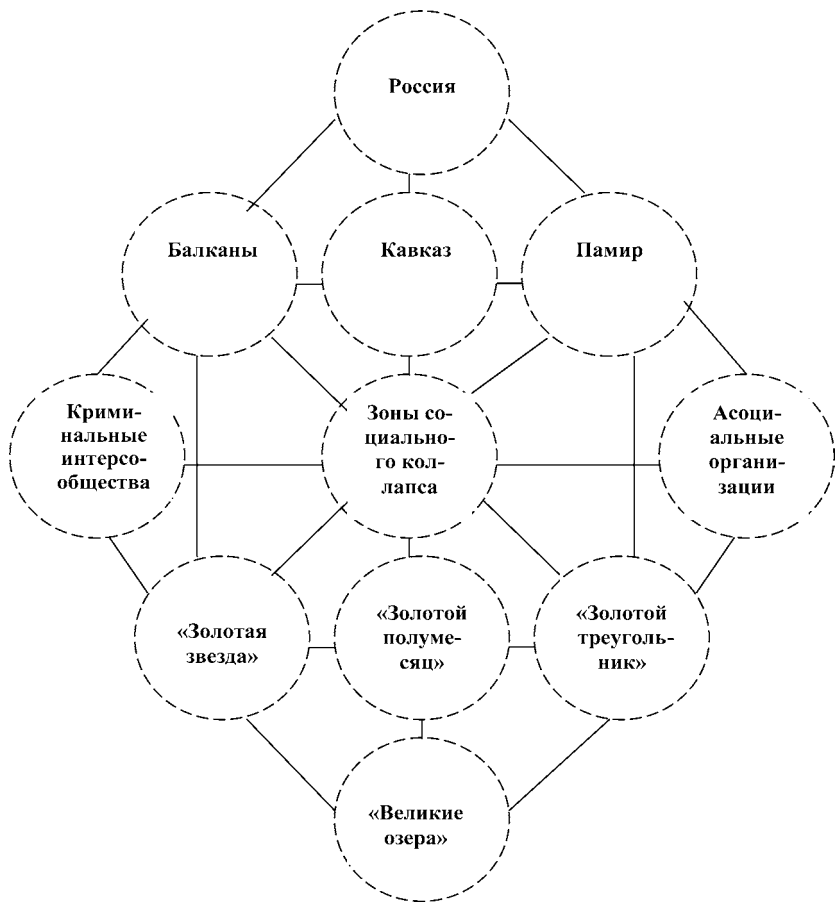 Россия
Балканы
Кавказ
Памир
Крими-
нальные
интерсо-
общества
Зоны со-
циально-
го кол-
лапса
Асоци-
альные
органи-
зации
«Золотая
звезда»
«Золотой
полуме-
сяц»
«Золотой
треуголь-
ник»
«Великие
озера»